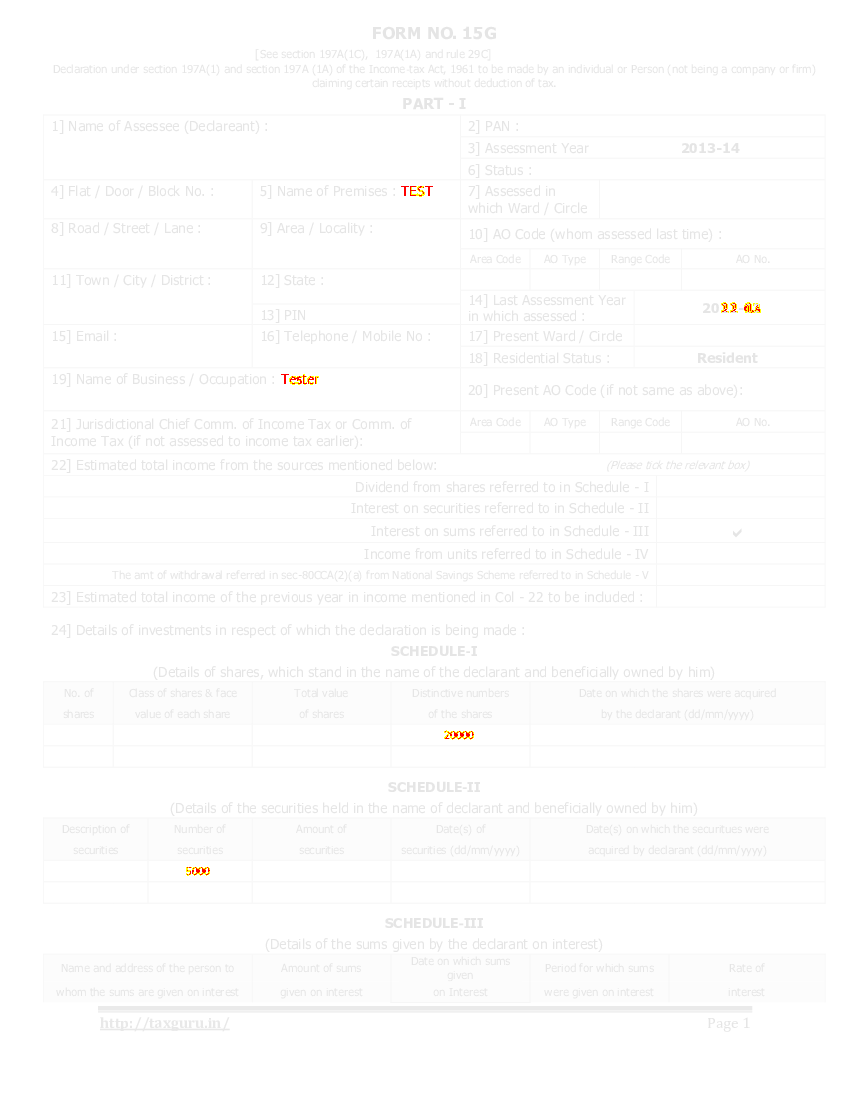 FORM NO. 15G
[See section 197A(1C), 197A(1A) and rule 29C]
Declaration under section 197A(1) and section 197A (1A) of the Income-tax Act, 1961 to be made by an individual or Person (not being a company or firm)
claiming certain receipts without deduction of tax.
PART - I
1] Name of Assessee (Declareant) :
2] PAN :
3] Assessment Year 2013-14
6] Status :
4] Flat / Door / Block No. :
5] Name of Premises : TEST
7] Assessed in
which Ward / Circle
8] Road / Street / Lane :
9] Area / Locality :
10] AO Code (whom assessed last time) :
Area Code AO Type Range Code AO No.
11] Town / City / District :
12] State :
13] PIN
14] Last Assessment Year
in which assessed :
15] Email :
16] Telephone / Mobile No :
17] Present Ward / Circle
18] Residential Status : Resident
19] Name of Business / Occupation : Tester
20] Present AO Code (if not same as above):
21] Jurisdictional Chief Comm. of Income Tax or Comm. of
Income Tax (if not assessed to income tax earlier):
Area Code AO Type Range Code AO No.
22] Estimated total income from the sources mentioned below: (Please tick the relevant box)
Dividend from shares referred to in Schedule - I
Interest on securities referred to in Schedule - II
Interest on sums referred to in Schedule - III ✔
Income from units referred to in Schedule - IV
The amt of withdrawal referred in sec-80CCA(2)(a) from National Savings Scheme referred to in Schedule - V
23] Estimated total income of the previous year in income mentioned in Col - 22 to be included :
24] Details of investments in respect of which the declaration is being made :
SCHEDULE-I
(Details of shares, which stand in the name of the declarant and beneficially owned by him)
No. of Class of shares & face Total value Distinctive numbers Date on which the shares were acquired
shares value of each share of shares of the shares by the declarant (dd/mm/yyyy)
20000
SCHEDULE-II
(Details of the securities held in the name of declarant and beneficially owned by him)
Description of Number of Amount of Date(s) of Date(s) on which the securtiues were
securities securities securities securities (dd/mm/yyyy) acquired by declarant (dd/mm/yyyy)
5000
SCHEDULE-III
(Details of the sums given by the declarant on interest)
Name and address of the person to Amount of sums Date on which sums given Period for which sums Rate of
whom the sums are given on interest given on interest on Interest were given on interest interest
http://taxguru.in/ Page 1